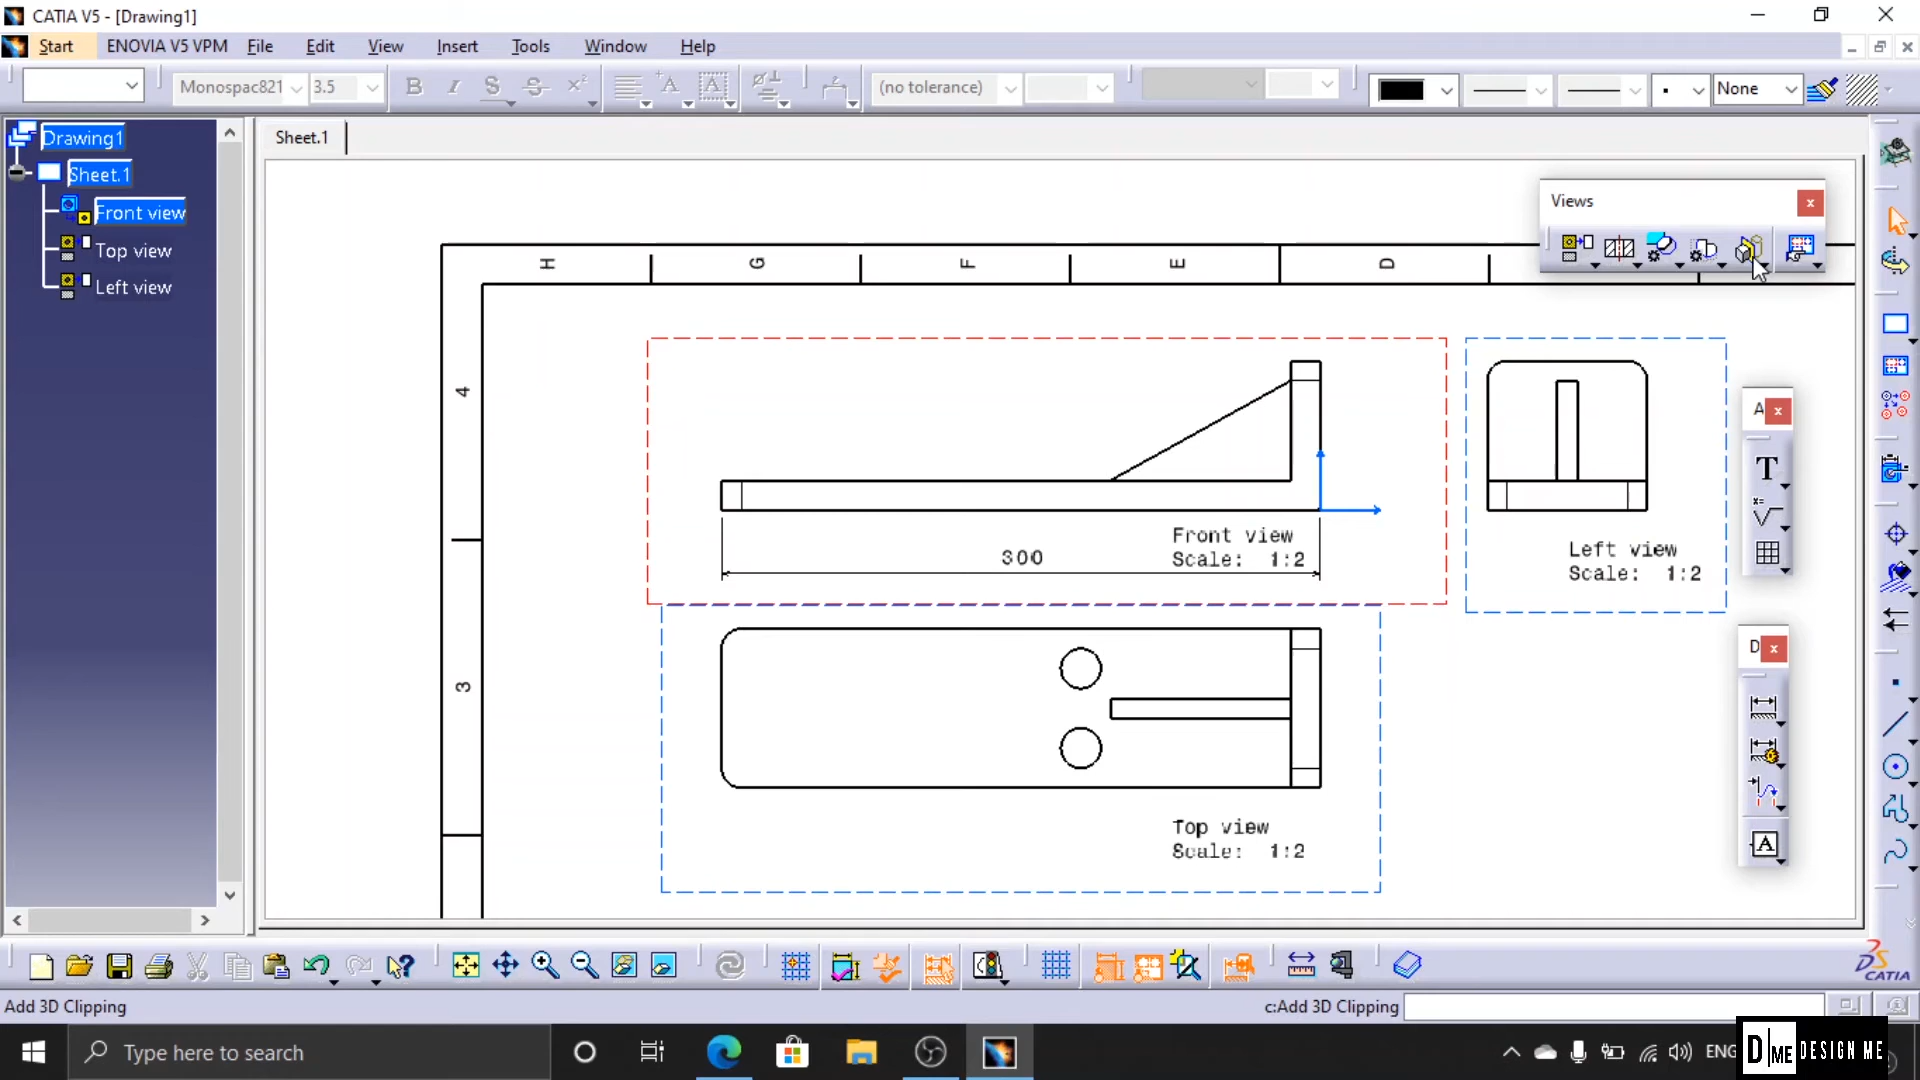 CATIA V5 - [Drawing1]
Start ENOVIA V5 VPM File Edit View Insert Tools Window Help
Monospac821 3.5 B I S S (no tolerance) None
Drawing1
Sheet.1
Front view
Top view
Left view
Sheet.1
Views
H G F E D
4
3
Front view
Scale: 1:2
300
Left view
Scale: 1:2
Top view
Scale: 1:2
A
T
D
A
CATIA
Add 3D Clipping
c:Add 3D Clipping
Type here to search
ENG
D|ME DESIGN ME